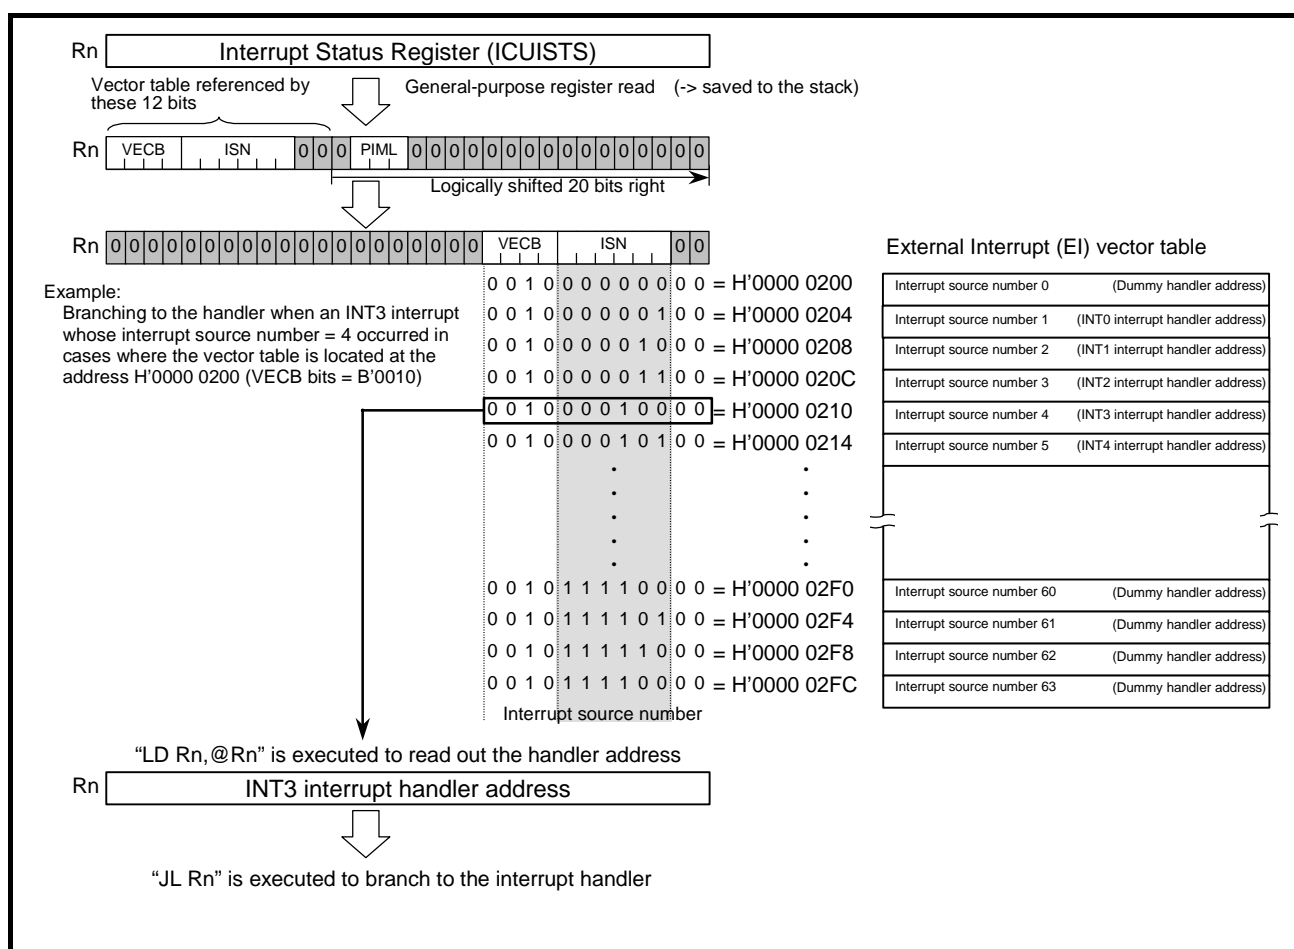 Rn Interrupt Status Register (ICUISTS)
Vector table referenced by
these 12 bits
General-purpose register read (-> saved to the stack)
Rn VECB ISN 0 0 0 PIML 0 0 0 0 0 0 0 0 0 0 0 0 0 0 0 0
Logically shifted 20 bits right
Rn 0 0 0 0 0 0 0 0 0 0 0 0 0 0 0 0 0 0 0 0 VECB ISN 0 0
External Interrupt (EI) vector table
Example:
Branching to the handler when an INT3 interrupt
whose interrupt source number = 4 occurred in
cases where the vector table is located at the
address H'0000 0200 (VECB bits = B'0010)
0 0 1 0 0 0 0 0 0 0 0 0 = H'0000 0200 Interrupt source number 0 (Dummy handler address)
0 0 1 0 0 0 0 0 0 1 0 0 = H'0000 0204 Interrupt source number 1 (INT0 interrupt handler address)
0 0 1 0 0 0 0 0 1 0 0 0 = H'0000 0208 Interrupt source number 2 (INT1 interrupt handler address)
0 0 1 0 0 0 0 0 1 1 0 0 = H'0000 020C Interrupt source number 3 (INT2 interrupt handler address)
0 0 1 0 0 0 0 1 0 0 0 0 = H'0000 0210 Interrupt source number 4 (INT3 interrupt handler address)
0 0 1 0 0 0 0 1 0 1 0 0 = H'0000 0214 Interrupt source number 5 (INT4 interrupt handler address)
0 0 1 0 1 1 1 1 0 0 0 0 = H'0000 02F0 Interrupt source number 60 (Dummy handler address)
0 0 1 0 1 1 1 1 0 1 0 0 = H'0000 02F4 Interrupt source number 61 (Dummy handler address)
0 0 1 0 1 1 1 1 1 0 0 0 = H'0000 02F8 Interrupt source number 62 (Dummy handler address)
0 0 1 0 1 1 1 1 0 0 0 0 = H'0000 02FC Interrupt source number 63 (Dummy handler address)
Interrupt source number
“LD Rn,@Rn” is executed to read out the handler address
Rn INT3 interrupt handler address
“JL Rn” is executed to branch to the interrupt handler